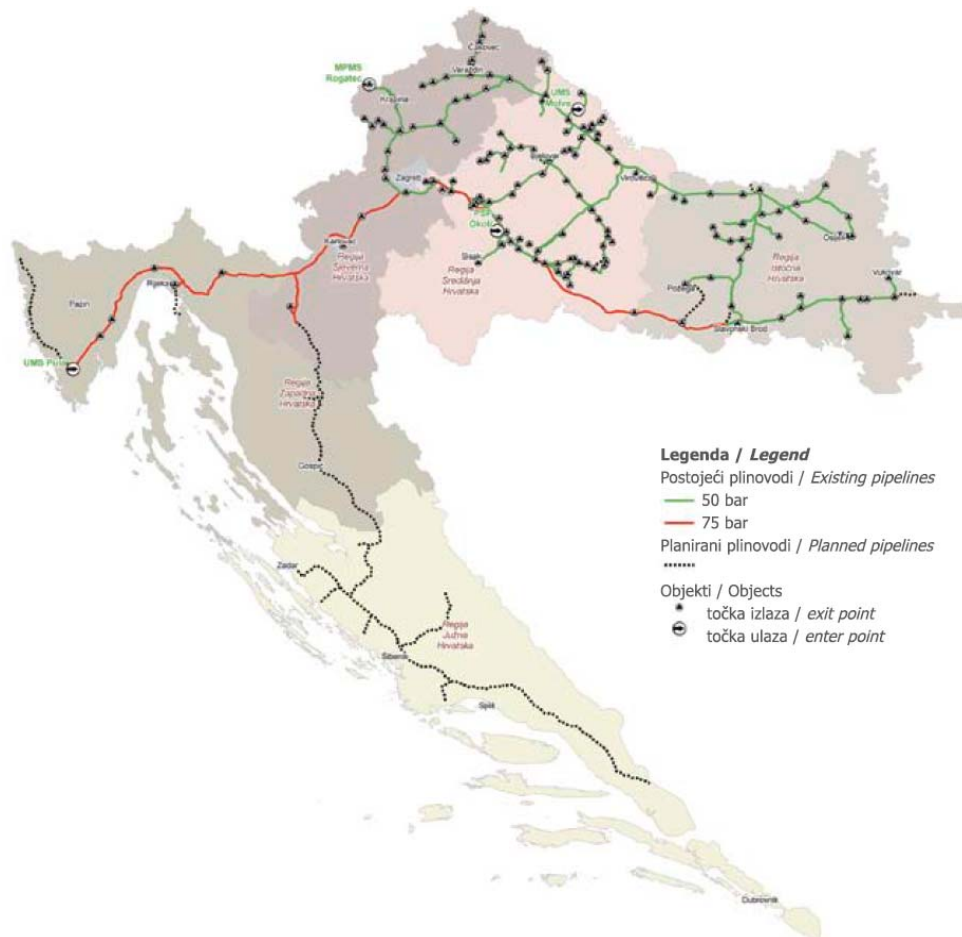 Čakovec
Varaždin
MPMS
Rogatec
Krapina
UMS
Molve
Bjelovar
Zagreb
Virovitica
PSP
Okoli
Osijek
Karlovac
Regija
Sjeverna
Hrvatska
Sisak
Regija
Središnja
Hrvatska
Regija
Istočna
Hrvatska
Vukovar
Požega
Rijeka
Pazin
Slavonski Brod
UMS Pula
Regija
Zapadna
Hrvatska
Gospić
Zadar
Regija
Južna
Hrvatska
Šibenik
Split
Dubrovnik
Legenda / Legend
Postojeći plinovodi / Existing pipelines
50 bar
75 bar
Planirani plinovodi / Planned pipelines
Objekti / Objects
točka izlaza / exit point
točka ulaza / enter point